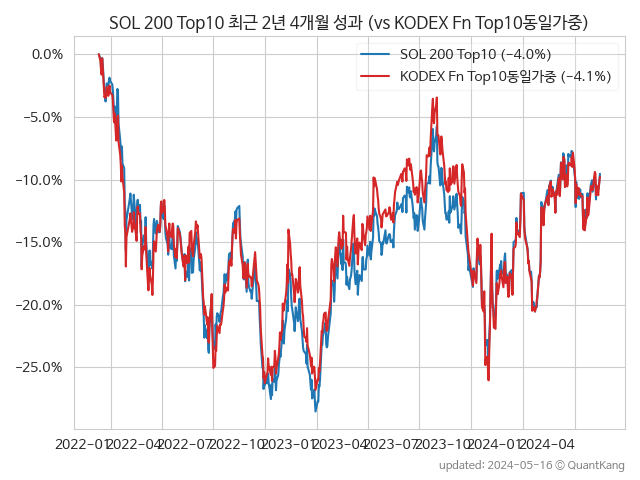 SOL 200 Top10 최근 2년 4개월 성과 (vs KODEX Fn Top10동일가중)
SOL 200 Top10 (−4.0%)
KODEX Fn Top10동일가중 (−4.1%)
0.0%
−5.0%
−10.0%
−15.0%
−20.0%
−25.0%
2022-01 2022-04 2022-07 2022-10 2023-01 2023-04 2023-07 2023-10 2024-01 2024-04
updated: 2024-05-16 © QuantKang